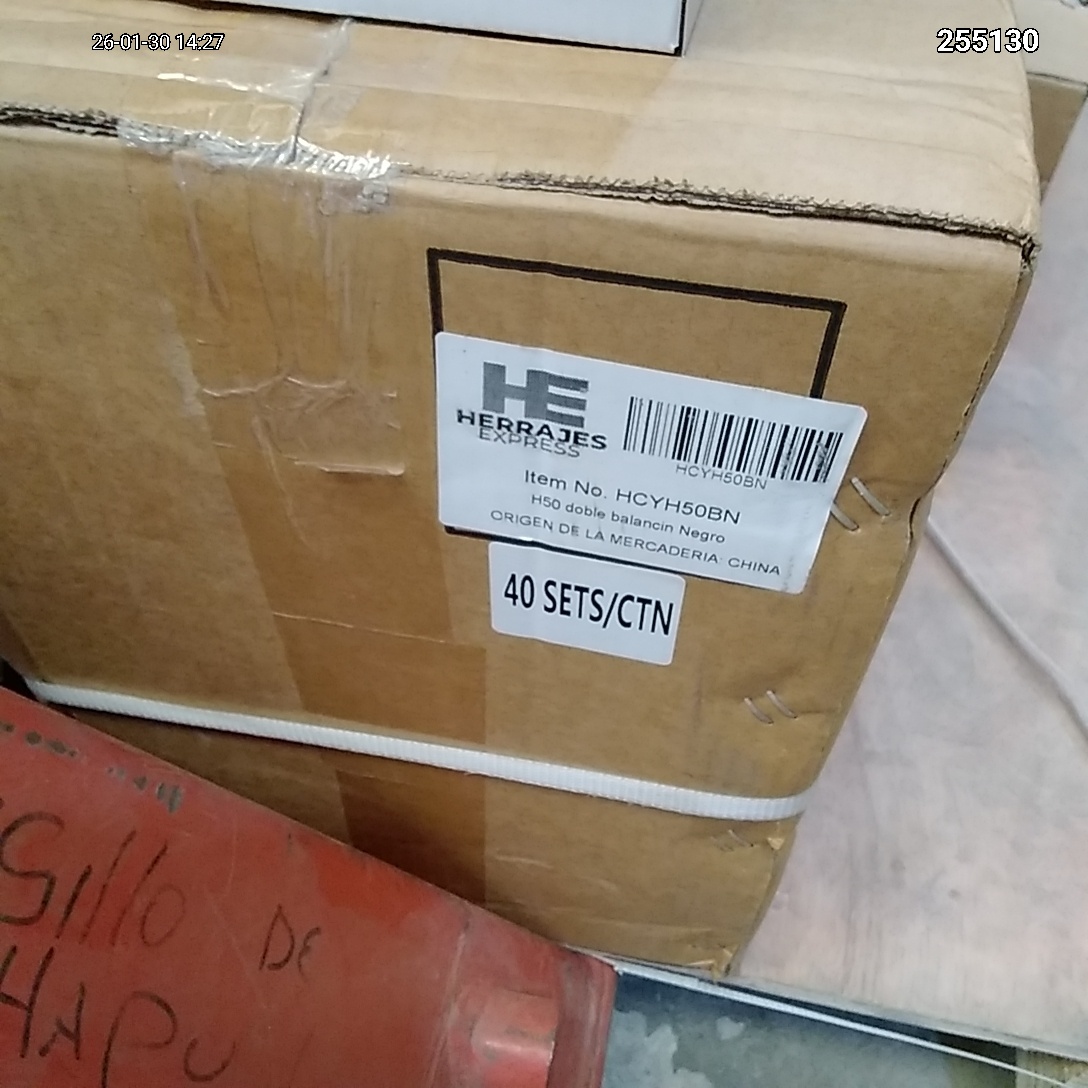 26-01-30 14:27
255130
HE
HERRAJES
EXPRESS
HCYH50BN
Item No. HCYH50BN
H50 doble balancin Negro
ORIGEN DE LA MERCADERIA: CHINA
40 SETS/CTN
DE